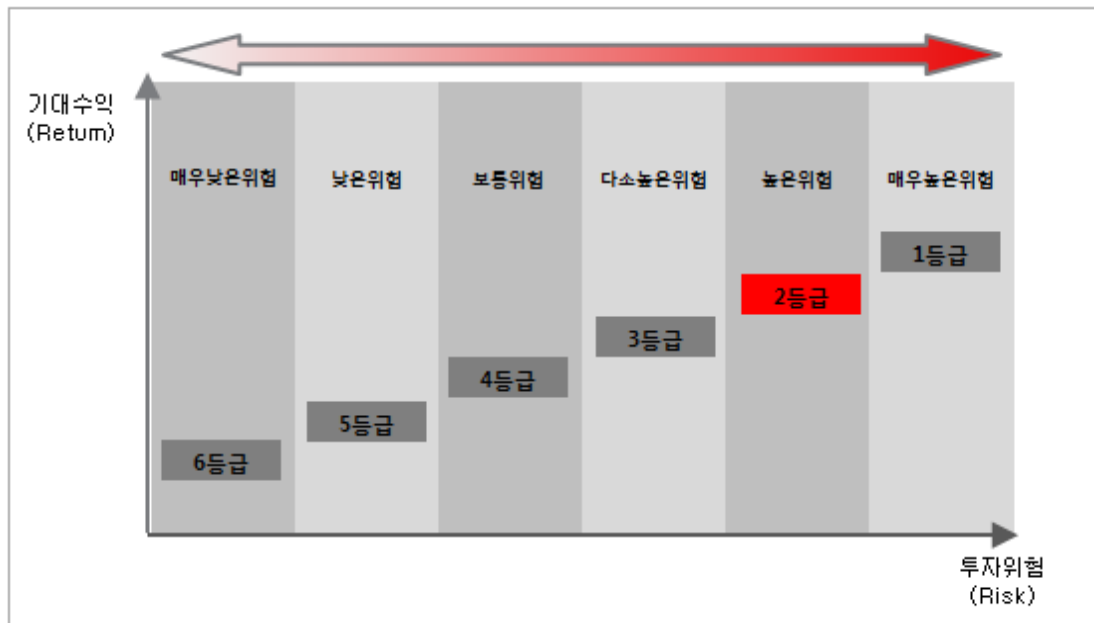 기대수익
(Retum)
매우낮은위험
낮은위험
보통위험
다소높은위험
높은위험
매우높은위험
1등급
2등급
3등급
4등급
5등급
6등급
투자위험
(Risk)